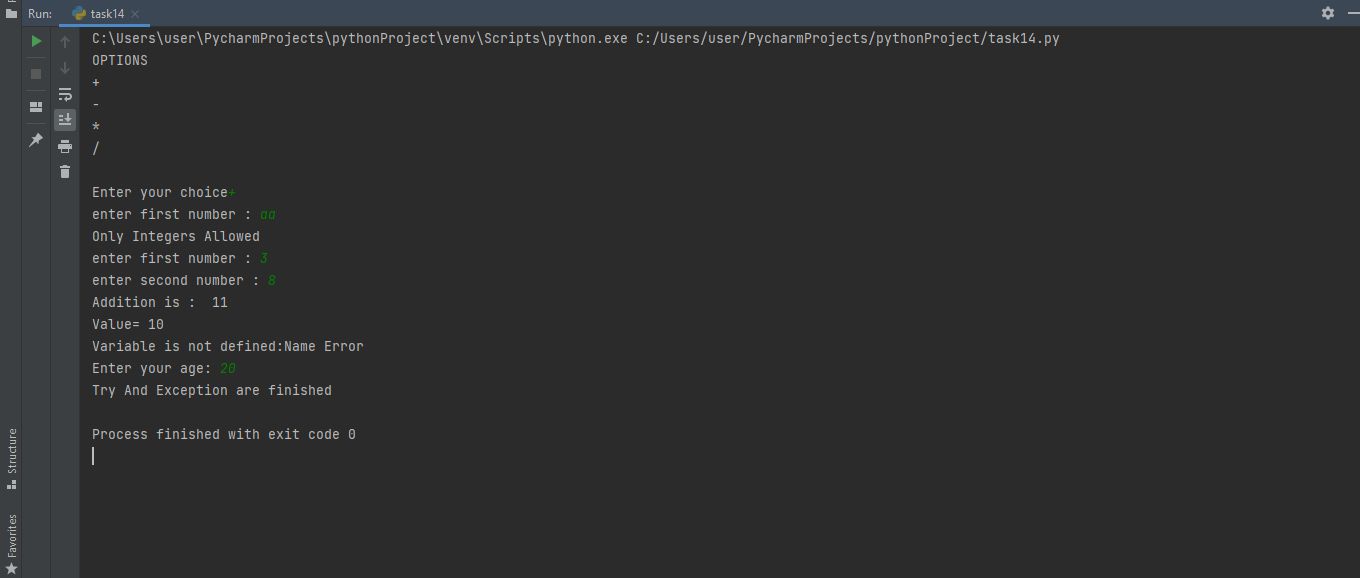 Run: task14
C:\Users\user\PycharmProjects\pythonProject\venv\Scripts\python.exe C:/Users/user/PycharmProjects/pythonProject/task14.py
OPTIONS
+
-
*
/
Enter your choice+
enter first number : aa
Only Integers Allowed
enter first number : 3
enter second number : 8
Addition is :  11
Value= 10
Variable is not defined:Name Error
Enter your age: 20
Try And Exception are finished
Process finished with exit code 0
Structure
Favorites